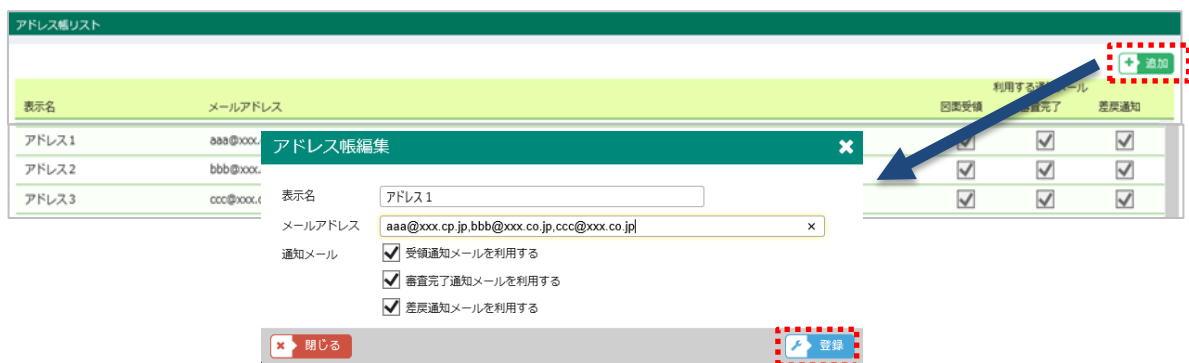 アドレス帳リスト
追加
利用する通知メール
表示名 メールアドレス 図面受領 審査完了 差戻通知
アドレス1 aaa@xxx.
アドレス2 bbb@xxx.
アドレス3 ccc@xxx.c
アドレス帳編集
表示名 アドレス1
メールアドレス aaa@xxx.cp.jp,bbb@xxx.co.jp,ccc@xxx.co.jp
通知メール 受領通知メールを利用する
審査完了通知メールを利用する
差戻通知メールを利用する
閉じる 登録